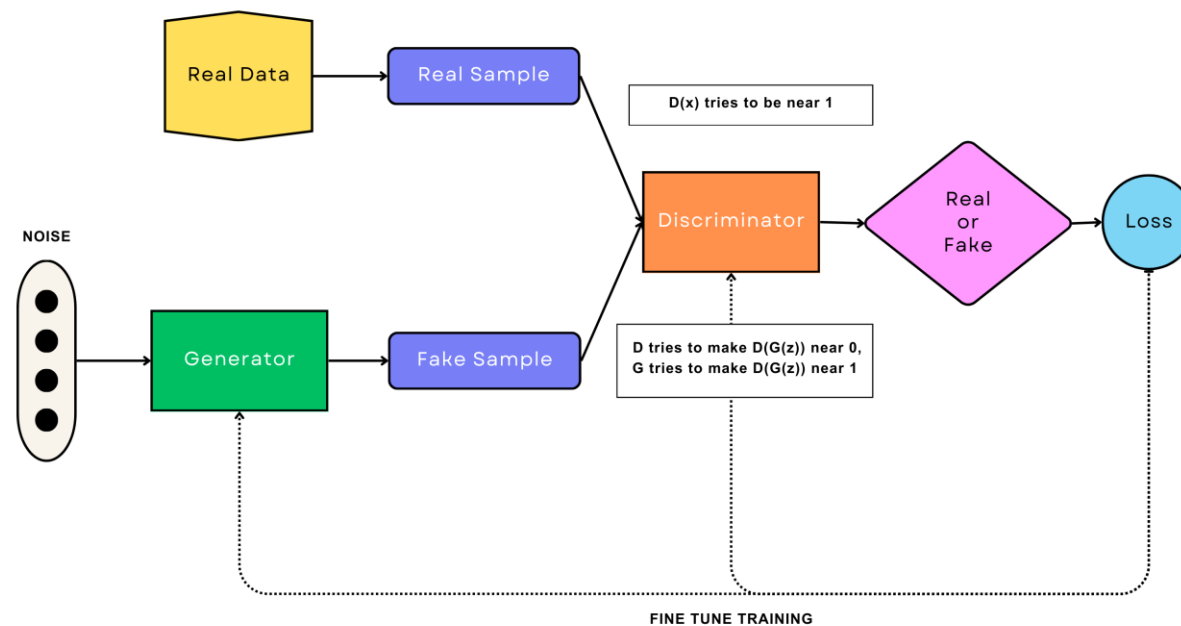 Real Data
Real Sample
D(x) tries to be near 1
Discriminator
Real
or
Fake
Loss
NOISE
Generator
Fake Sample
D tries to make D(G(z)) near 0,
G tries to make D(G(z)) near 1
FINE TUNE TRAINING